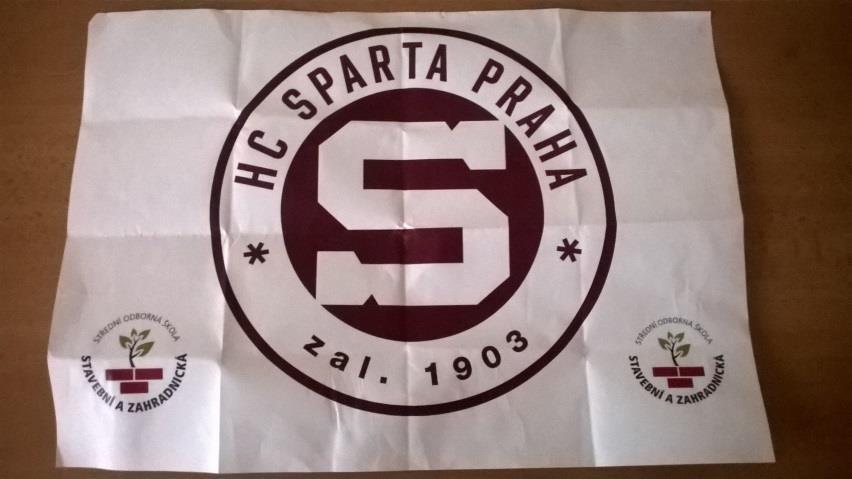 HC SPARTA PRAHA
* *
S
zal. 1903
STŘEDNÍ ODBORNÁ ŠKOLA
STAVEBNÍ A ZAHRADNICKÁ
STŘEDNÍ ODBORNÁ ŠKOLA
STAVEBNÍ A ZAHRADNICKÁ